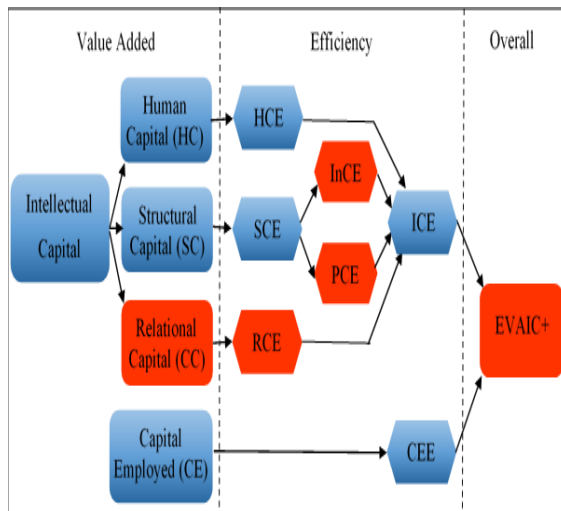 Value Added
Efficiency
Overall
Human
Capital (HC)
HCE
InCE
Intellectual
Capital
Structural
Capital (SC)
SCE
ICE
PCE
Relational
Capital (CC)
RCE
EVAIC+
Capital
Employed (CE)
CEE